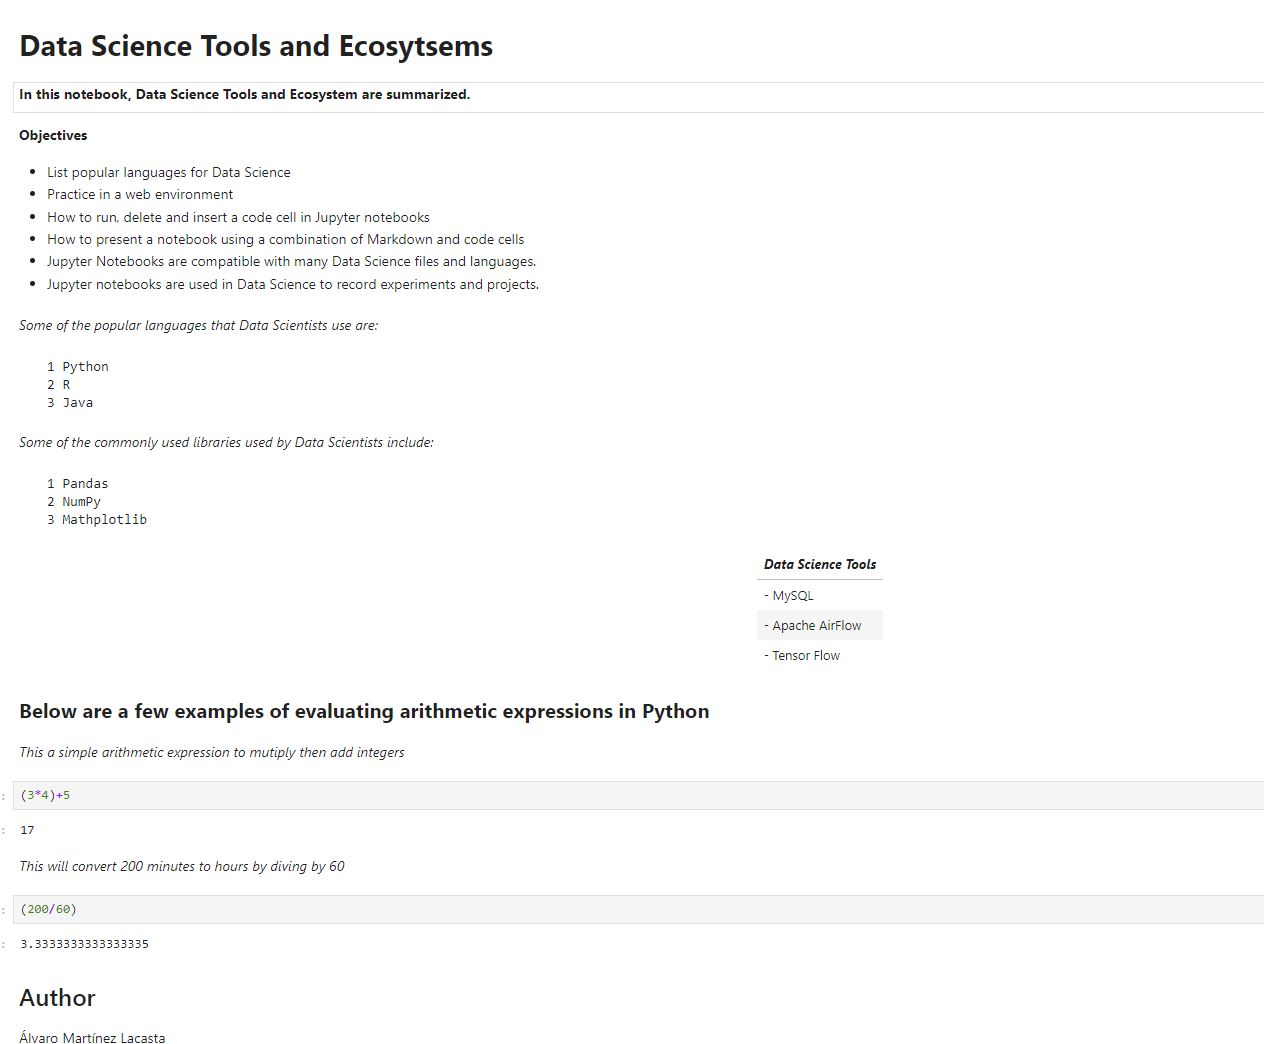 Data Science Tools and Ecosytsems
In this notebook, Data Science Tools and Ecosystem are summarized.
Objectives
• List popular languages for Data Science
• Practice in a web environment
• How to run, delete and insert a code cell in Jupyter notebooks
• How to present a notebook using a combination of Markdown and code cells
• Jupyter Notebooks are compatible with many Data Science files and languages.
• Jupyter notebooks are used in Data Science to record experiments and projects.
Some of the popular languages that Data Scientists use are:
1 Python
2 R
3 Java
Some of the commonly used libraries used by Data Scientists include:
1 Pandas
2 NumPy
3 Mathplotlib
Data Science Tools
- MySQL
- Apache AirFlow
- Tensor Flow
Below are a few examples of evaluating arithmetic expressions in Python
This a simple arithmetic expression to mutiply then add integers
: (3*4)+5
: 17
This will convert 200 minutes to hours by diving by 60
: (200/60)
: 3.3333333333333335
Author
Álvaro Martínez Lacasta